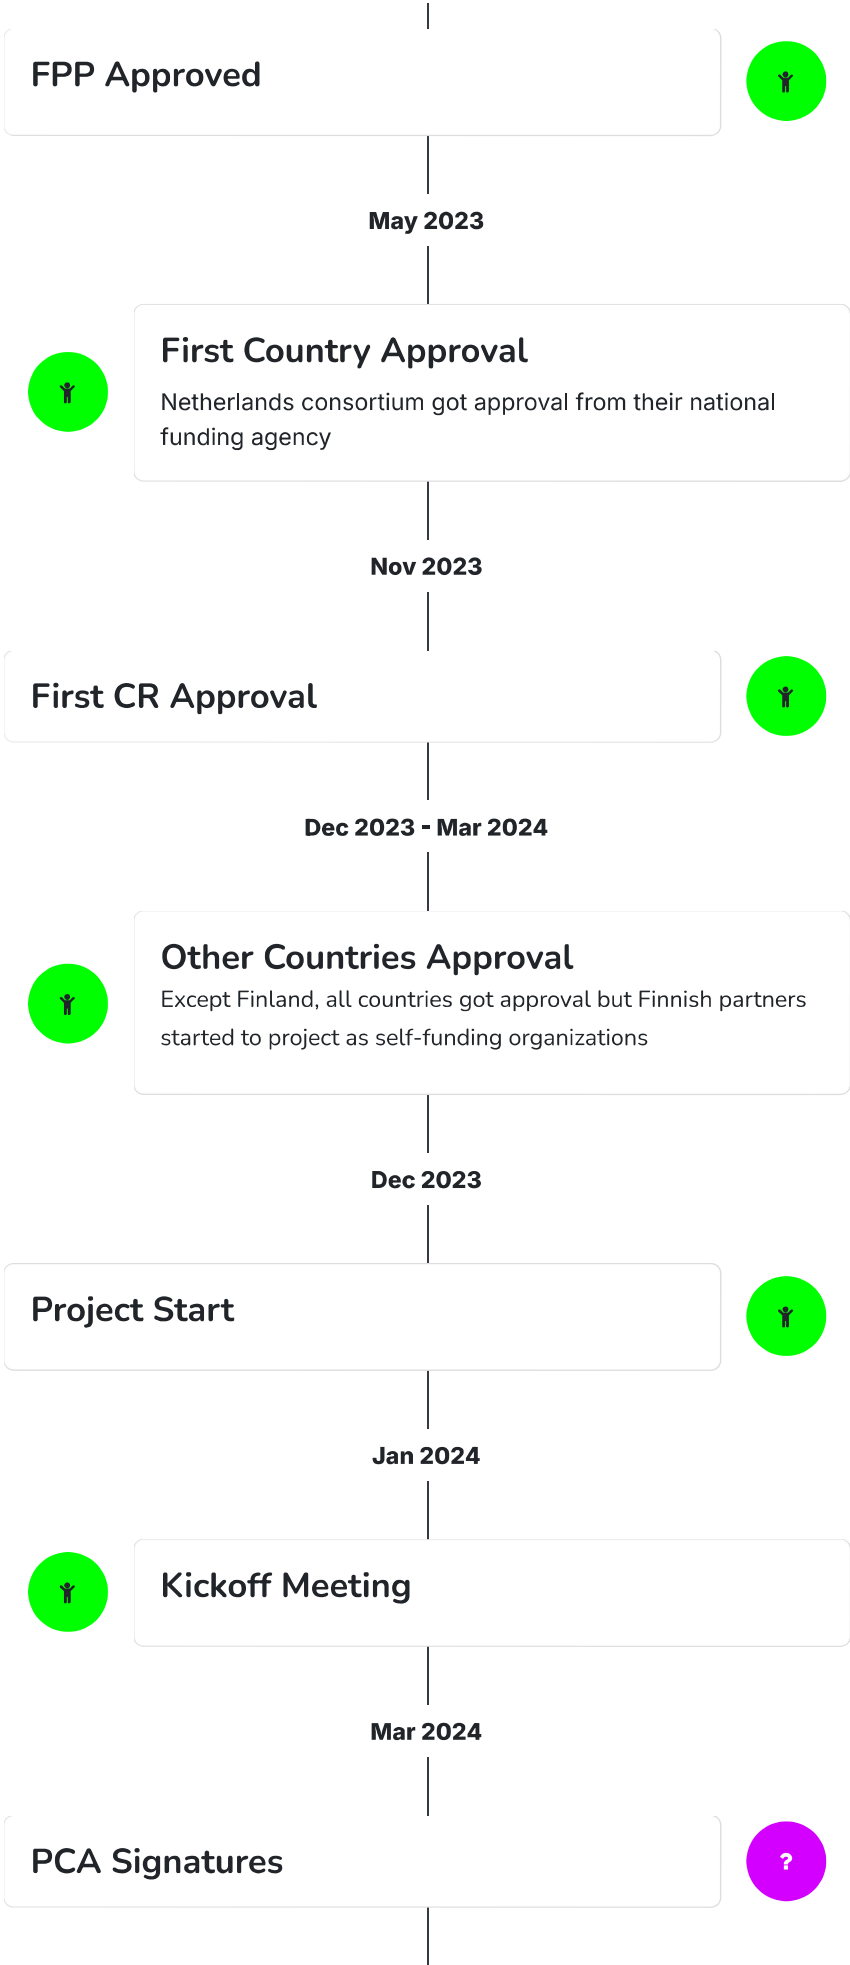 FPP Approved
May 2023
First Country Approval
Netherlands consortium got approval from their national
funding agency
Nov 2023
First CR Approval
Dec 2023 - Mar 2024
Other Countries Approval
Except Finland, all countries got approval but Finnish partners
started to project as self-funding organizations
Dec 2023
Project Start
Jan 2024
Kickoff Meeting
Mar 2024
PCA Signatures
?